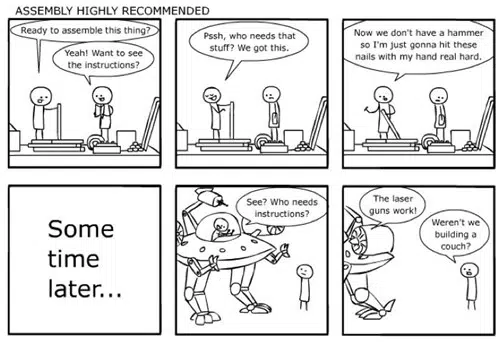 ASSEMBLY HIGHLY RECOMMENDED
Ready to assemble this thing?
Yeah! Want to see
the instructions?
Pssh, who needs that
stuff? We got this.
Now we don't have a hammer
so I'm just gonna hit these
nails with my hand real hard.
Some
time
later...
See? Who needs
instructions?
The laser
guns work!
Weren't we
building a
couch?